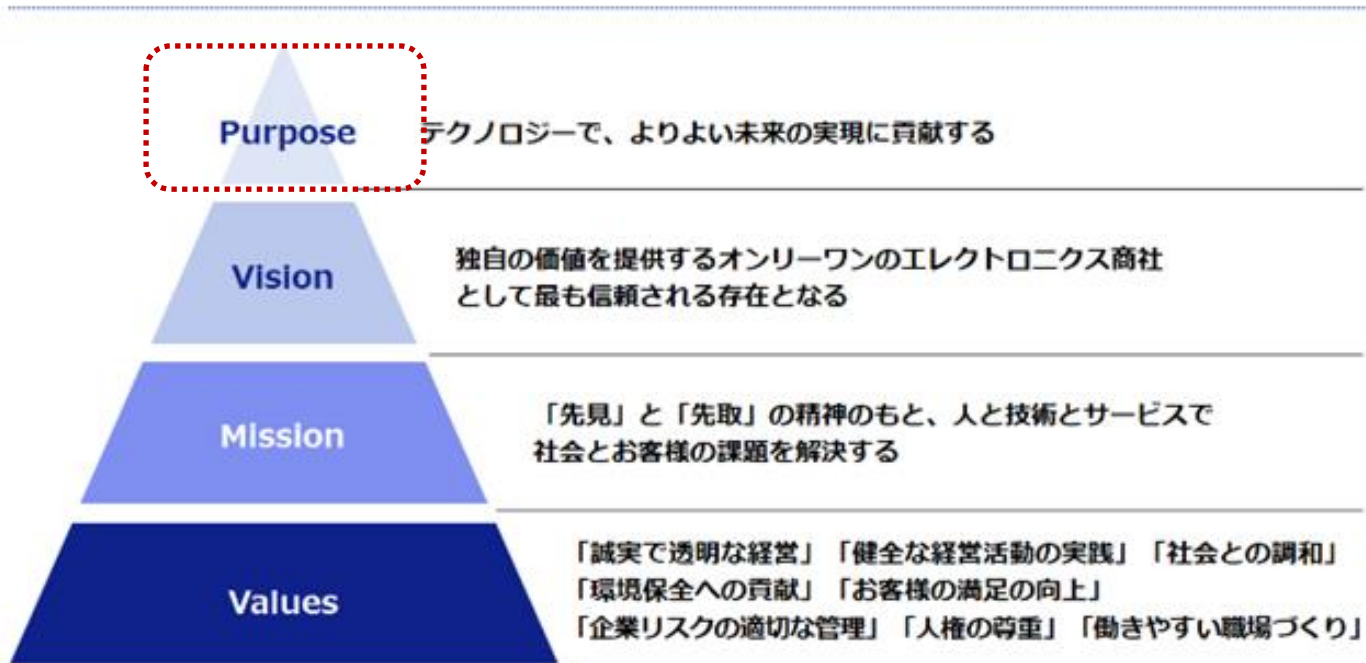 Purpose
テクノロジーで、よりよい未来の実現に貢献する
Vision
独自の価値を提供するオンリーワンのエレクトロニクス商社
として最も信頼される存在となる
Mission
「先見」と「先取」の精神のもと、人と技術とサービスで
社会とお客様の課題を解決する
Values
「誠実で透明な経営」「健全な経営活動の実践」「社会との調和」
「環境保全への貢献」「お客様の満足の向上」
「企業リスクの適切な管理」「人権の尊重」「働きやすい職場づくり」